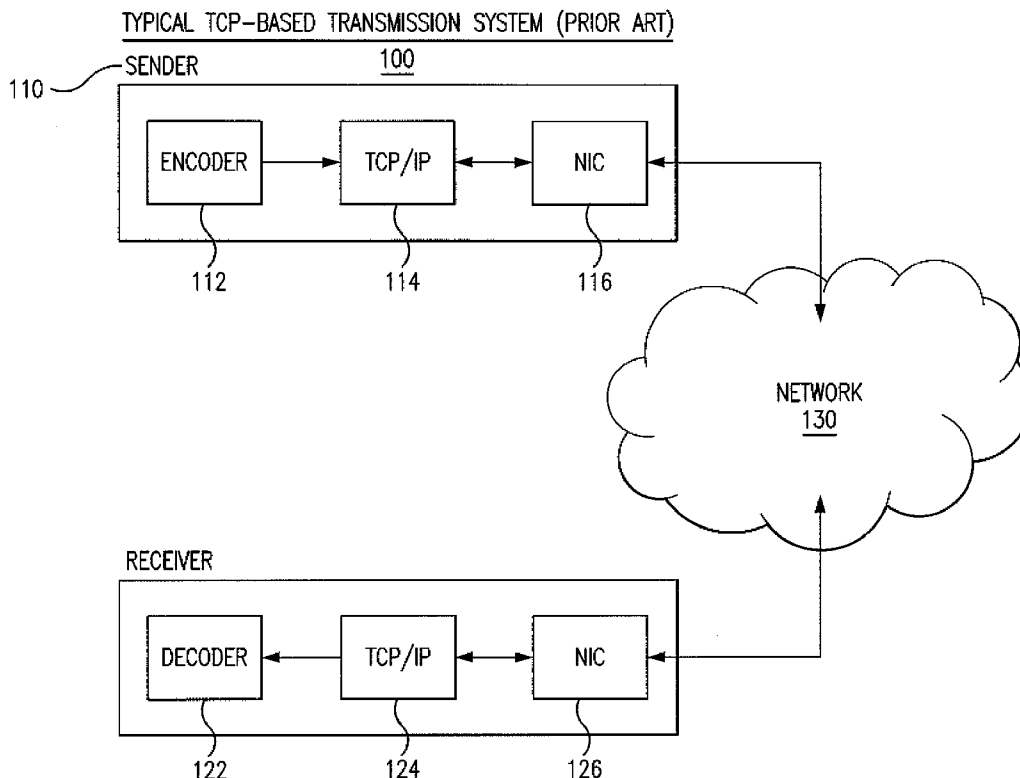 TYPICAL TCP-BASED TRANSMISSION SYSTEM (PRIOR ART)
100
110
SENDER
ENCODER
TCP/IP
NIC
112
114
116
NETWORK
130
RECEIVER
DECODER
TCP/IP
NIC
122
124
126